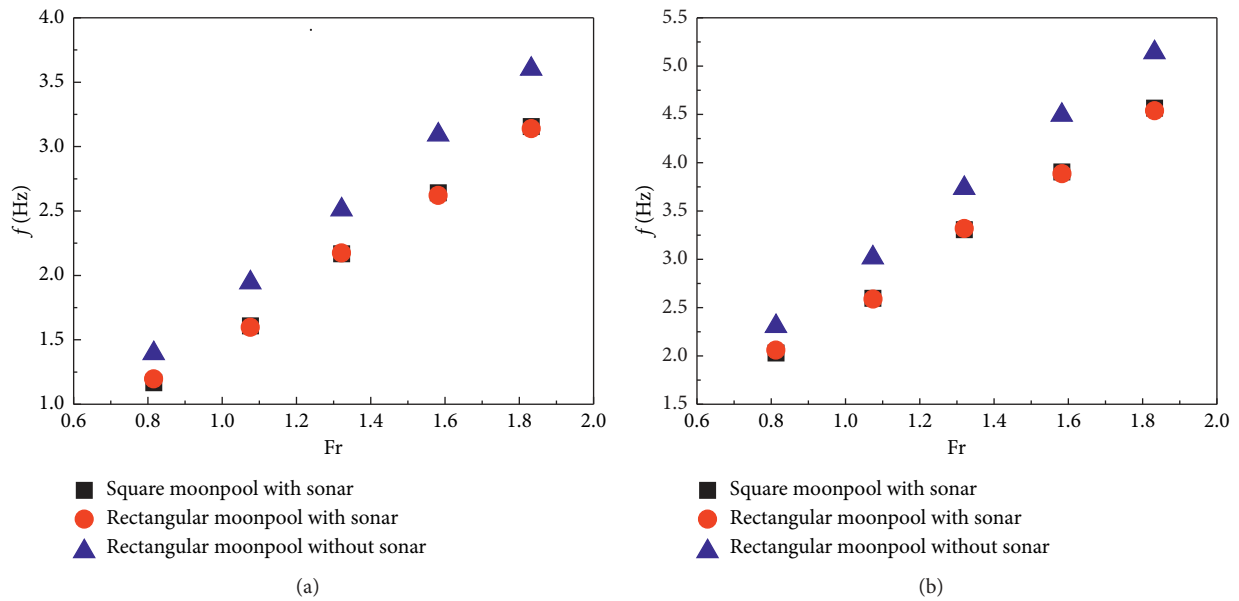 4.0
3.5
3.0
2.5
2.0
1.5
1.0
f (Hz)
0.6 0.8 1.0 1.2 1.4 1.6 1.8 2.0
Fr
Square moonpool with sonar
Rectangular moonpool with sonar
Rectangular moonpool without sonar
(a)
5.5
5.0
4.5
4.0
3.5
3.0
2.5
2.0
1.5
f (Hz)
0.6 0.8 1.0 1.2 1.4 1.6 1.8 2.0
Fr
Square moonpool with sonar
Rectangular moonpool with sonar
Rectangular moonpool without sonar
(b)